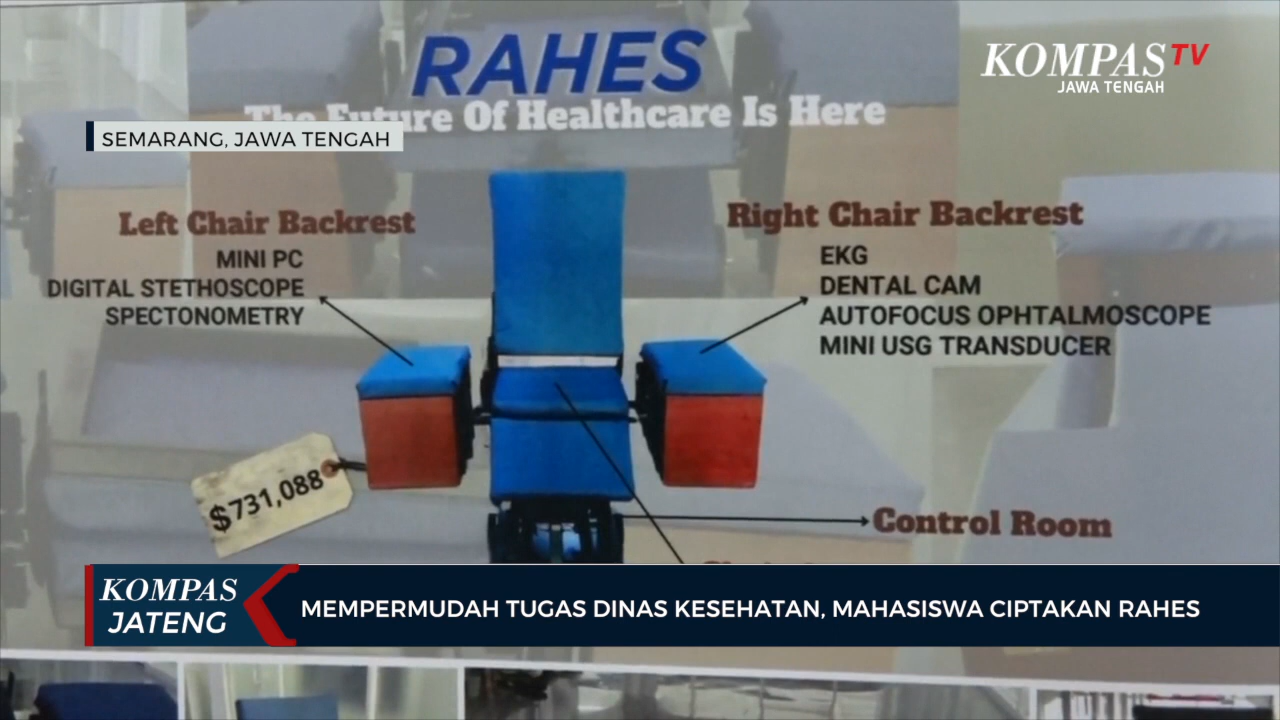 RAHES
The Future Of Healthcare Is Here
KOMPAS TV
JAWA TENGAH
SEMARANG, JAWA TENGAH
Left Chair Backrest
MINI PC
DIGITAL STETHOSCOPE
SPECTONOMETRY
Right Chair Backrest
EKG
DENTAL CAM
AUTOFOCUS OPHTALMOSCOPE
MINI USG TRANSDUCER
$731,088
Control Room
KOMPAS
JATENG
MEMPERMUDAH TUGAS DINAS KESEHATAN, MAHASISWA CIPTAKAN RAHES